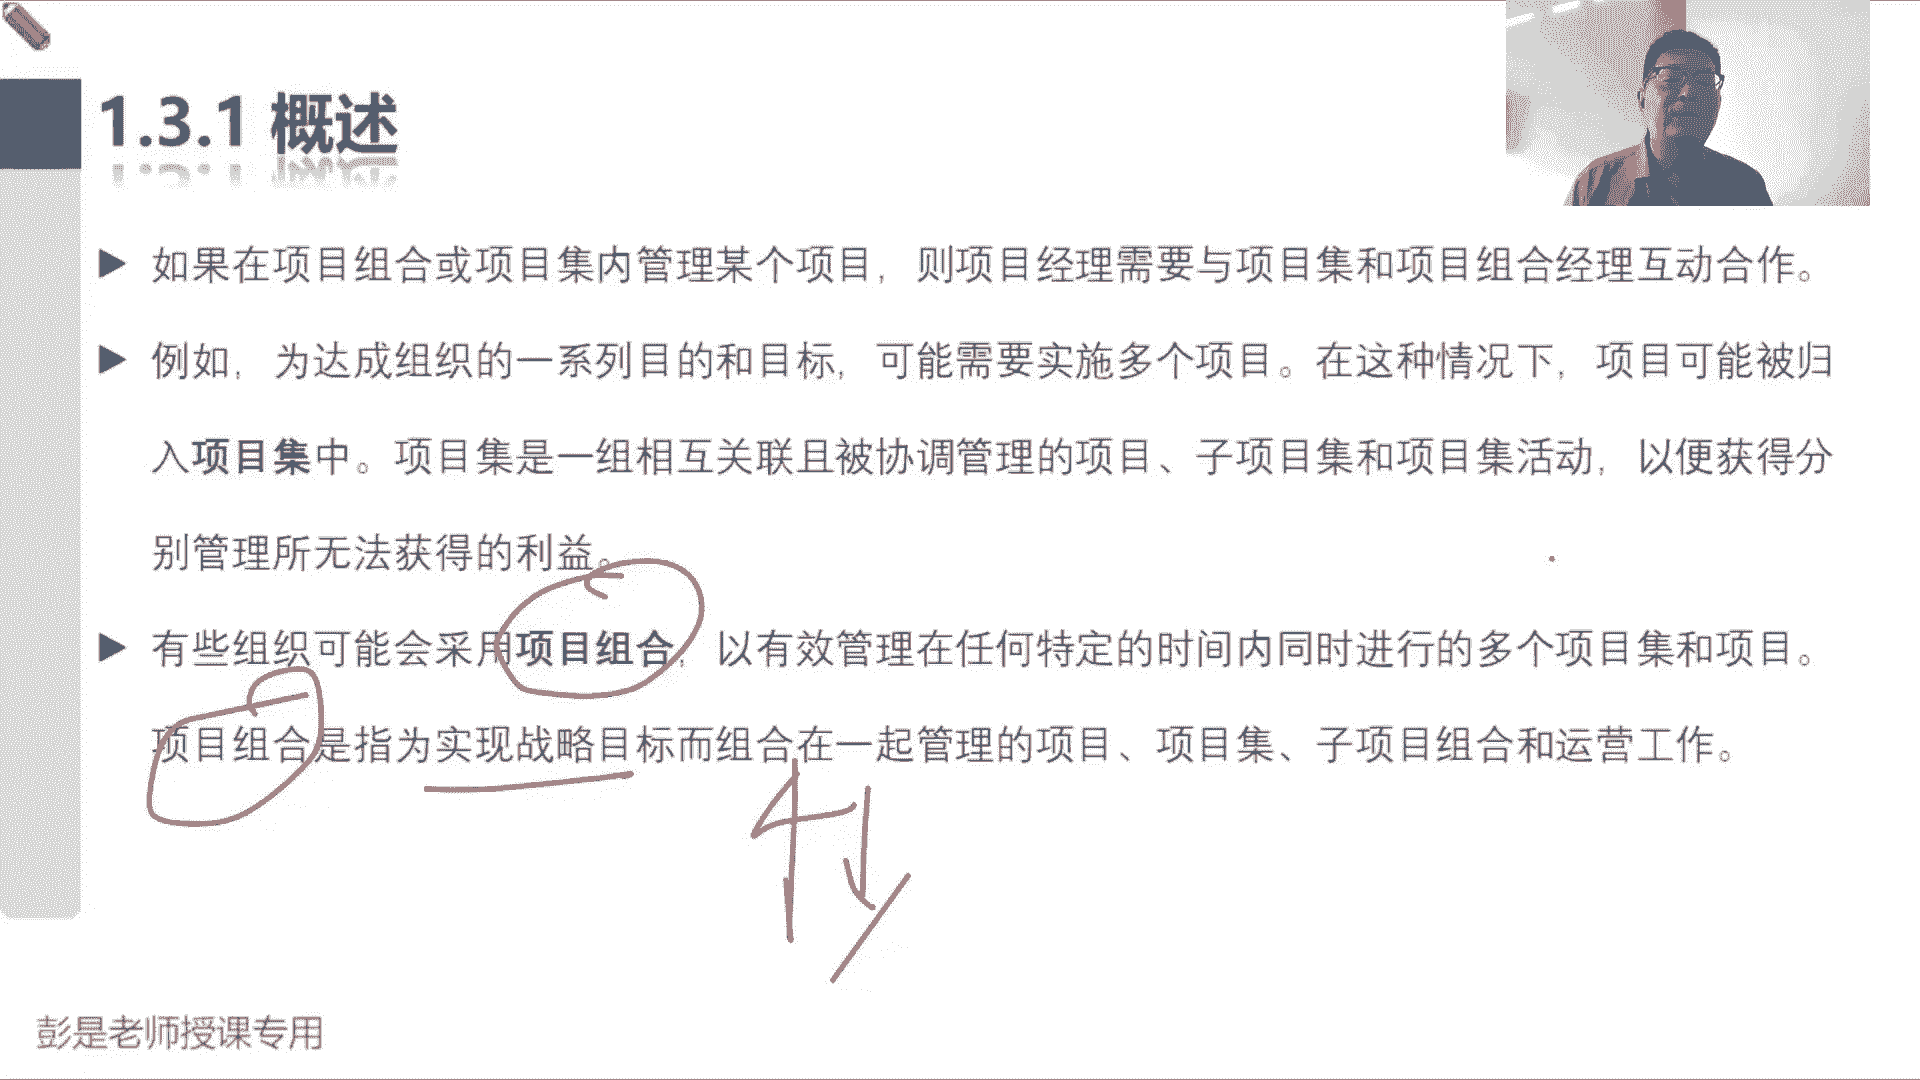 1.3.1 概述
如果在项目组合或项目集内管理某个项目，则项目经理需要与项目集和项目组合经理互动合作。
例如，为达成组织的一系列目的和目标，可能需要实施多个项目。在这种情况下，项目可能被归
入项目集中。项目集是一组相互关联且被协调管理的项目、子项目集和项目集活动，以便获得分
别管理所无法获得的利益。
有些组织可能会采用项目组合，以有效管理在任何特定的时间内同时进行的多个项目集和项目。
项目组合是指为实现战略目标而组合在一起管理的项目、项目集、子项目组合和运营工作。
彭是老师授课专用